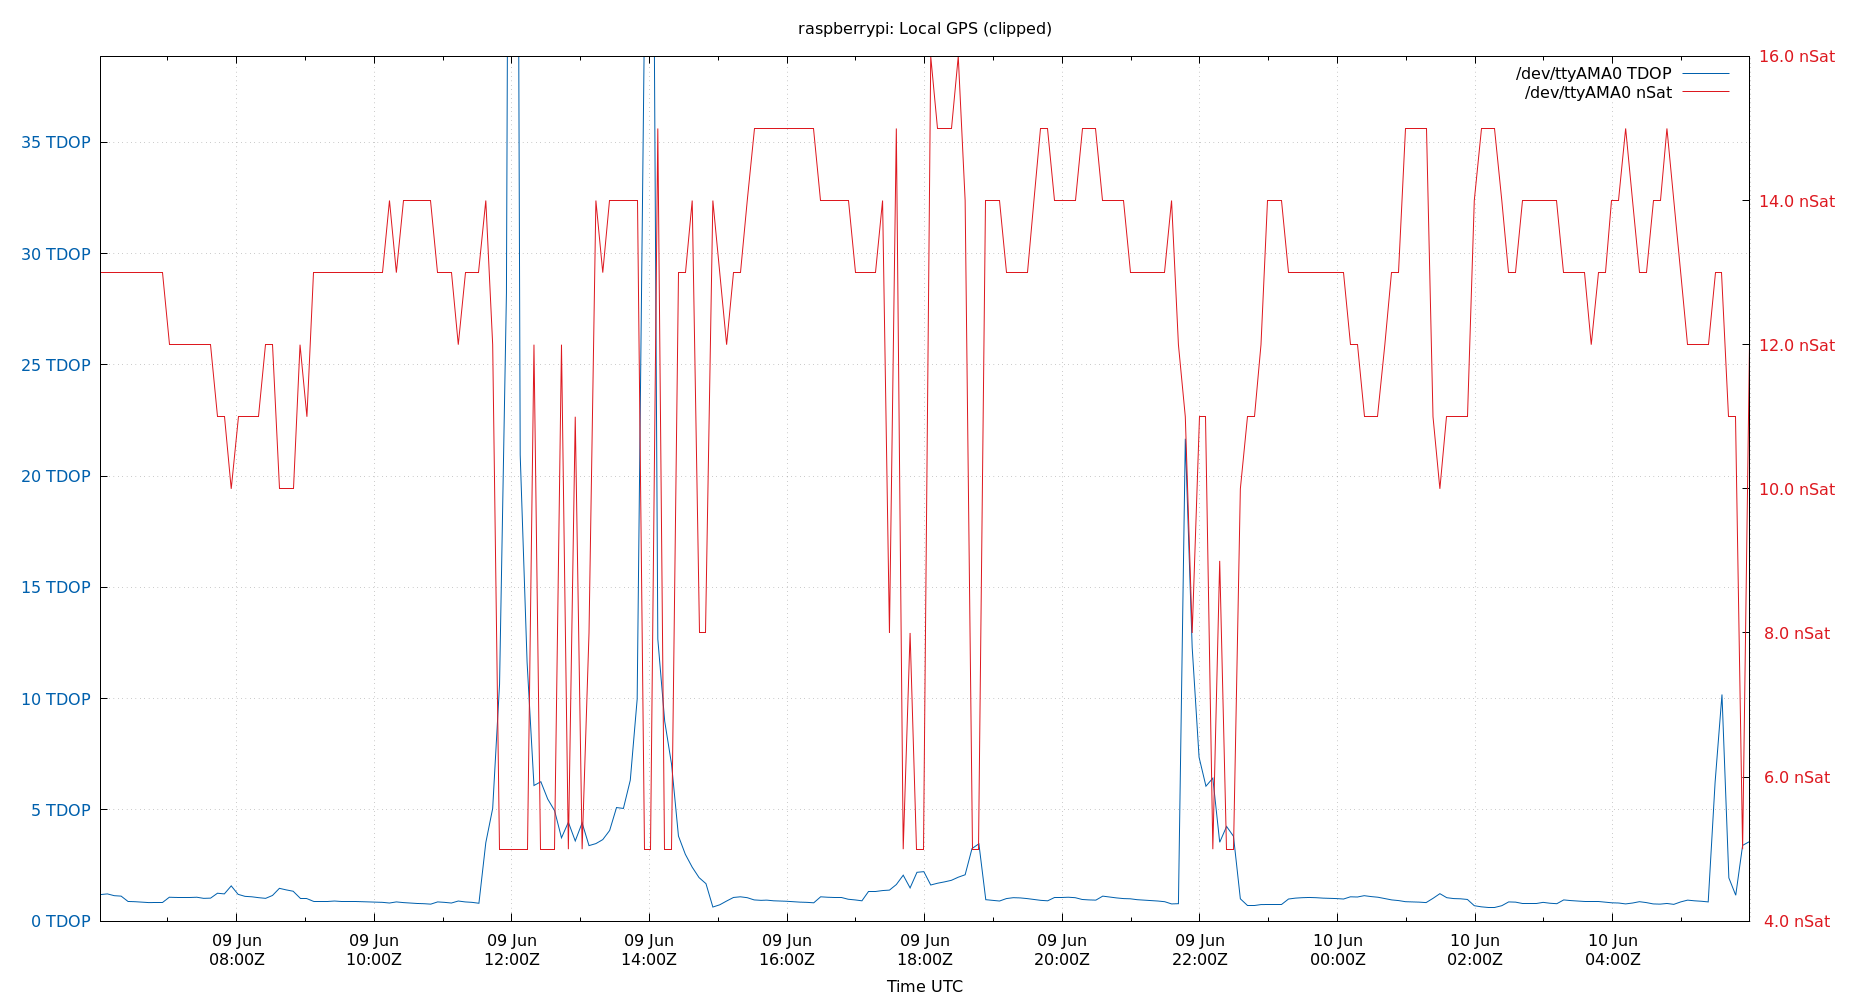 raspberrypi: Local GPS (clipped)
/dev/ttyAMA0 TDOP
/dev/ttyAMA0 nSat
35 TDOP
30 TDOP
25 TDOP
20 TDOP
15 TDOP
10 TDOP
5 TDOP
0 TDOP
16.0 nSat
14.0 nSat
12.0 nSat
10.0 nSat
8.0 nSat
6.0 nSat
4.0 nSat
09 Jun
08:00Z
09 Jun
10:00Z
09 Jun
12:00Z
09 Jun
14:00Z
09 Jun
16:00Z
09 Jun
18:00Z
09 Jun
20:00Z
09 Jun
22:00Z
10 Jun
00:00Z
10 Jun
02:00Z
10 Jun
04:00Z
Time UTC